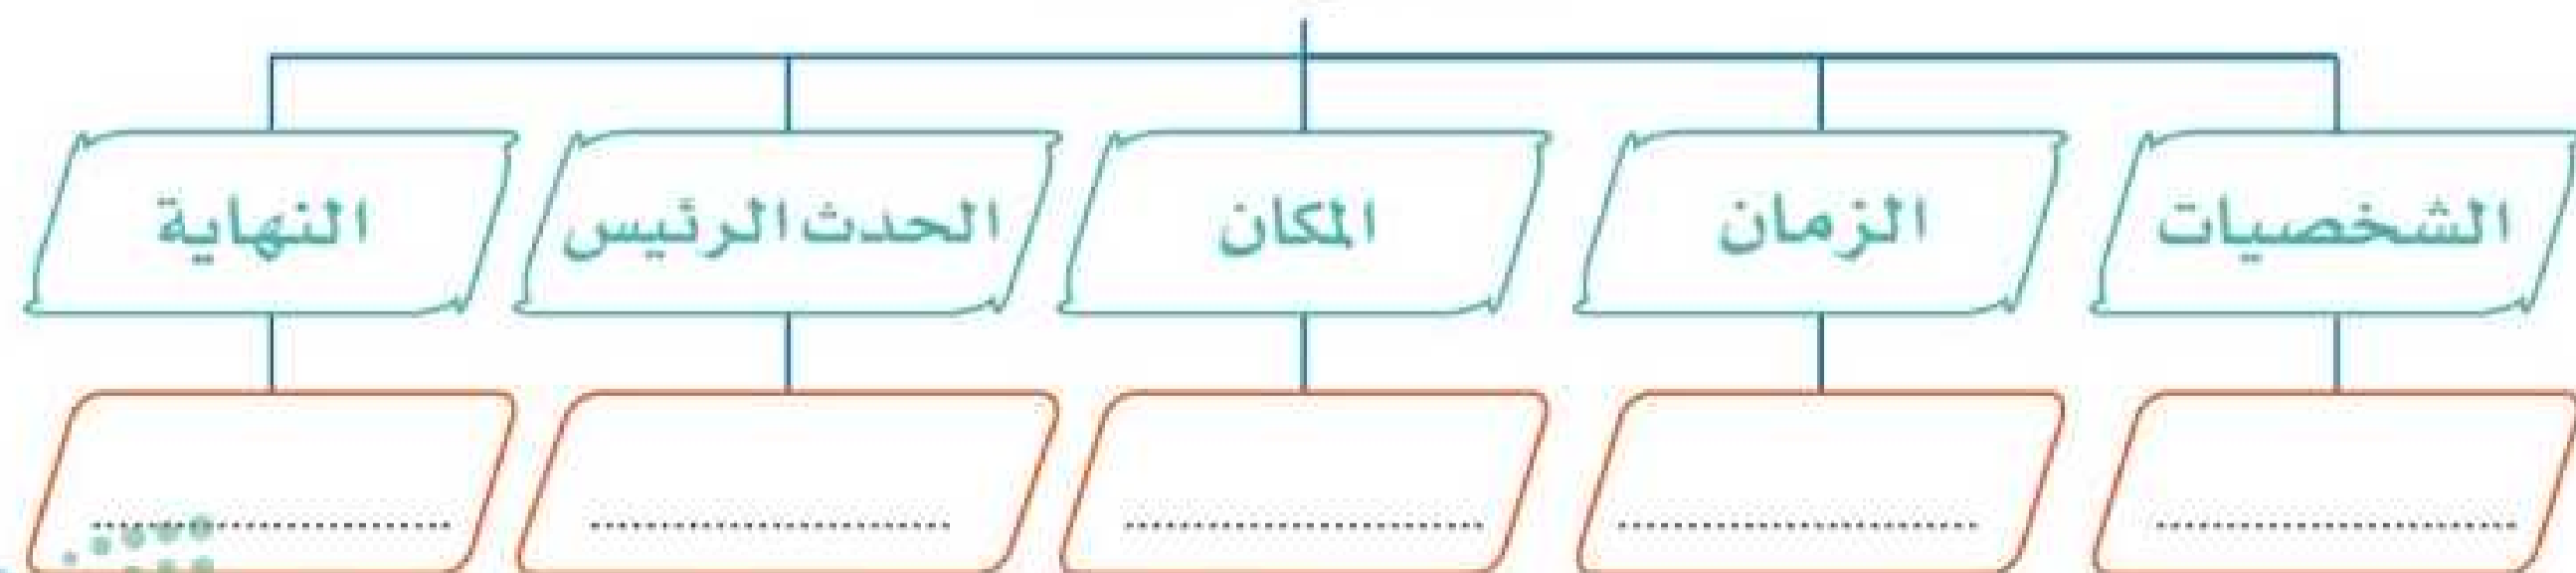 الشخصيات
الزمان
المكان
الحدث الرئيس
النهاية